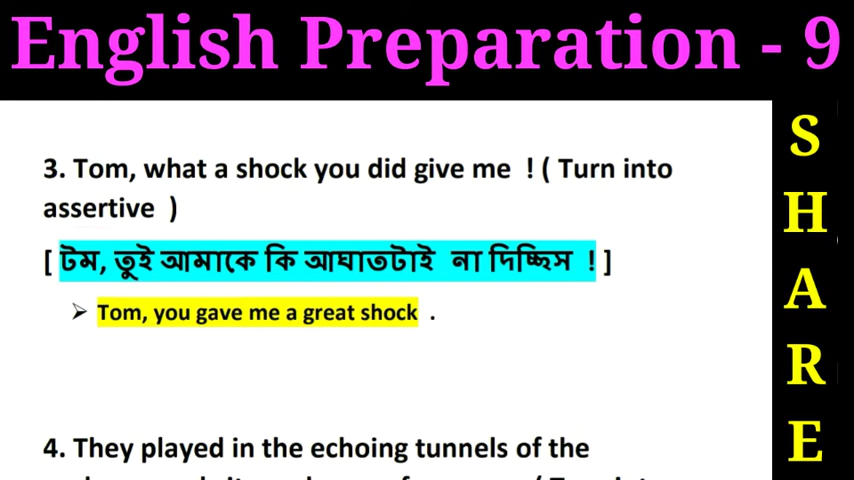 English Preparation - 9
3. Tom, what a shock you did give me ! ( Turn into
assertive )
[ টম, তুই আমাকে কি আঘাতটাই না দিচ্ছিস ! ]
➢ Tom, you gave me a great shock .
4. They played in the echoing tunnels of the
S
H
A
R
E